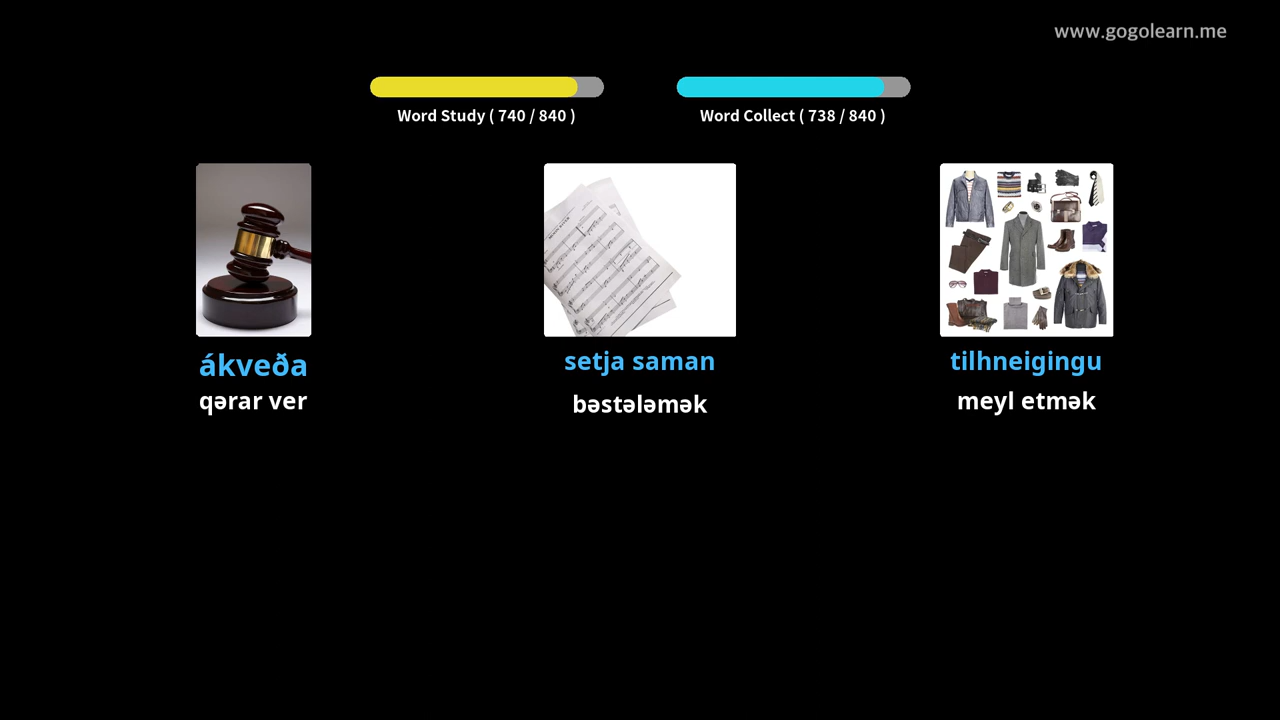 www.gogolearn.me
Word Study ( 740 / 840 )
Word Collect ( 738 / 840 )
ákveða
qərar ver
setja saman
bəstələmək
tilhneigingu
meyl etmək